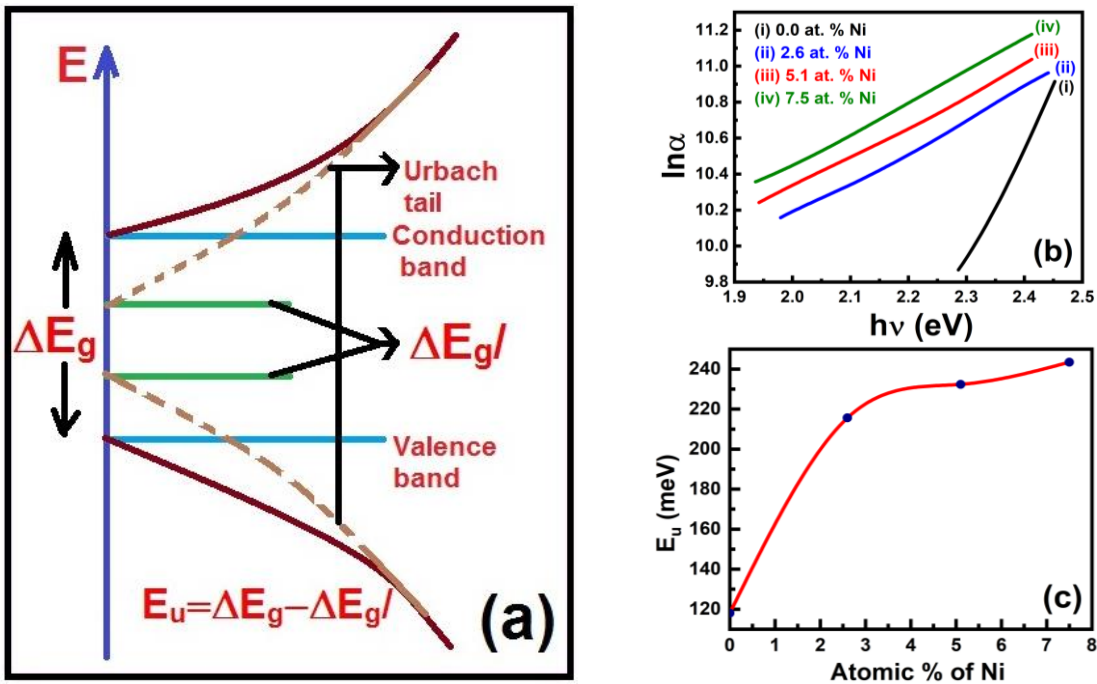 E
Urbach
tail
Conduction
band
ΔEg
ΔEg/
Valence
band
Eu=ΔEg−ΔEg/
(a)
(i) 0.0 at. % Ni
(ii) 2.6 at. % Ni
(iii) 5.1 at. % Ni
(iv) 7.5 at. % Ni
(iv)
(iii)
(ii)
(i)
11.2
11.0
10.8
10.6
10.4
10.2
10.0
9.8
lnα
(b)
1.9 2.0 2.1 2.2 2.3 2.4 2.5
hν (eV)
240
220
200
180
160
140
120
Eu (meV)
(c)
0 1 2 3 4 5 6 7 8
Atomic % of Ni